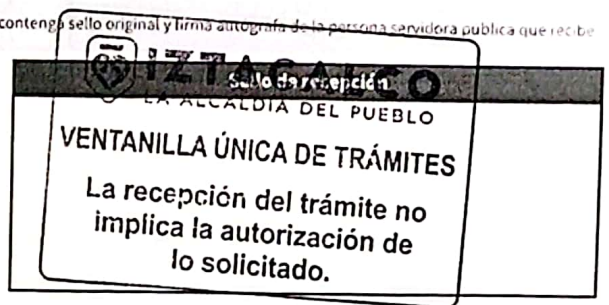 contenga sello original y firma autógrafa de la persona servidora publica que recibe
Sello de recepción
IZTACALCO
LA ALCALDÍA DEL PUEBLO
VENTANILLA ÚNICA DE TRÁMITES
La recepción del trámite no
implica la autorización de
lo solicitado.